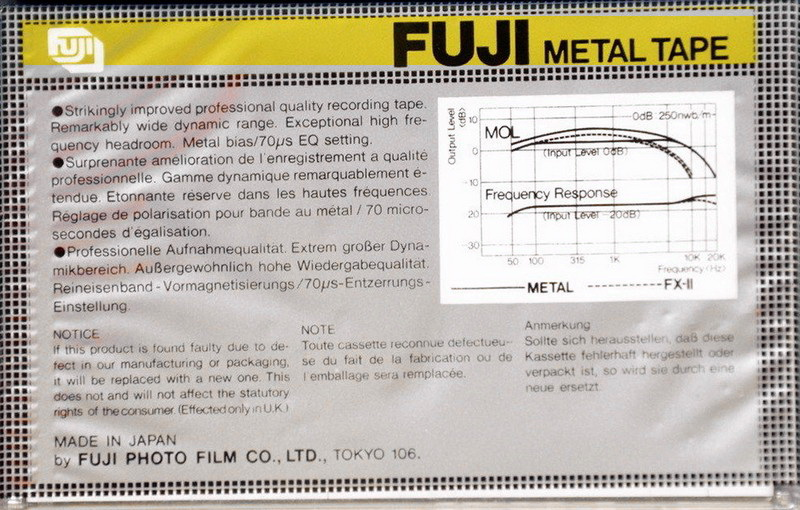 FUJI
FUJI METAL TAPE
●Strikingly improved professional quality recording tape.
Remarkably wide dynamic range. Exceptional high fre-
quency headroom. Metal bias/70μs EQ setting.
●Surprenante amélioration de l'enregistrement a qualité
professionnelle. Gamme dynamique remarquablement é-
tendue. Etonnante réserve dans les hautes fréquences.
Réglage de polarisation pour bande au métal / 70 micro-
secondes d'égalisation.
●Professionelle Aufnahmequalität. Extrem großer Dyna-
mikbereich. Außergewöhnlich hohe Wiedergabequalitat.
Reineisenband-Vormagnetisierungs/70μs-Entzerrungs-
Einstellung.
Output Level (dB)
10
0
-10
-20
-30
0dB 250nwb/m
MOL
(Input Level 0dB)
Frequency Response
(Input Level -20dB)
50 100 315 1K 10K 20K
Frequency (Hz)
METAL FX-II
NOTICE
If this product is found faulty due to de-
fect in our manufacturing or packaging,
it will be replaced with a new one. This
does not and will not affect the statutory
rights of the consumer (Effected only in U.K.)
NOTE
Toute cassette reconnue défectueu-
se du fait de la fabrication ou de
l'emballage sera remplacée.
Anmerkung
Sollte sich herausstellen, daß diese
Kassette fehlerhaft hergestellt oder
verpackt ist, so wird sie durch eine
neue ersetzt.
MADE IN JAPAN
by FUJI PHOTO FILM CO., LTD., TOKYO 106.